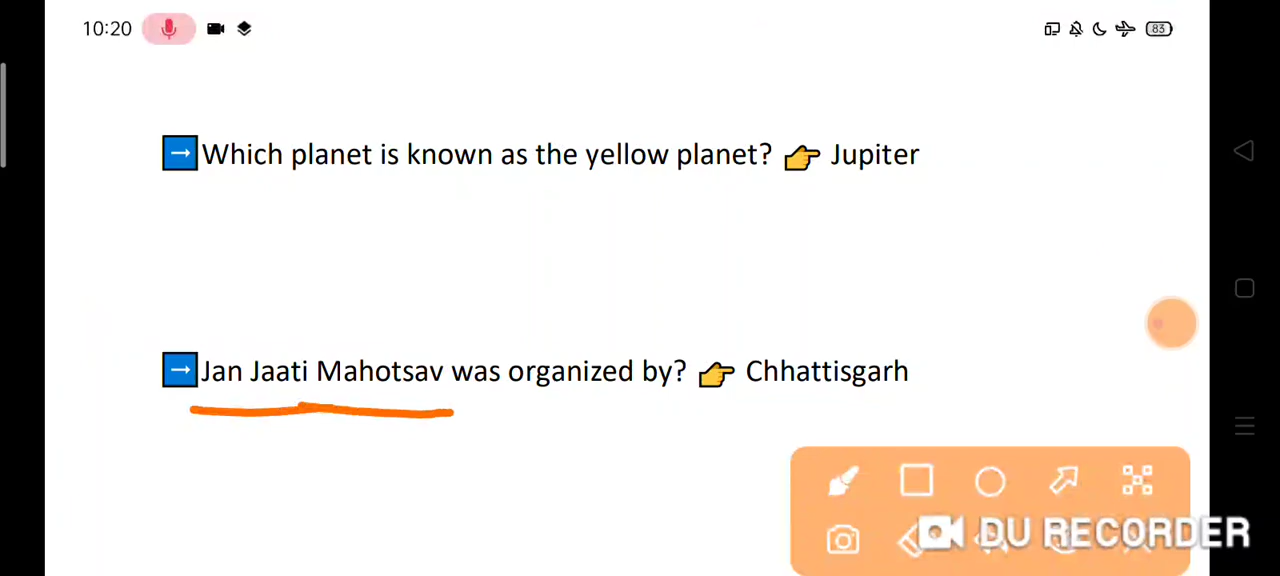 10:20 83
➡Which planet is known as the yellow planet? 👉 Jupiter
➡Jan Jaati Mahotsav was organized by? 👉 Chhattisgarh
DU RECORDER